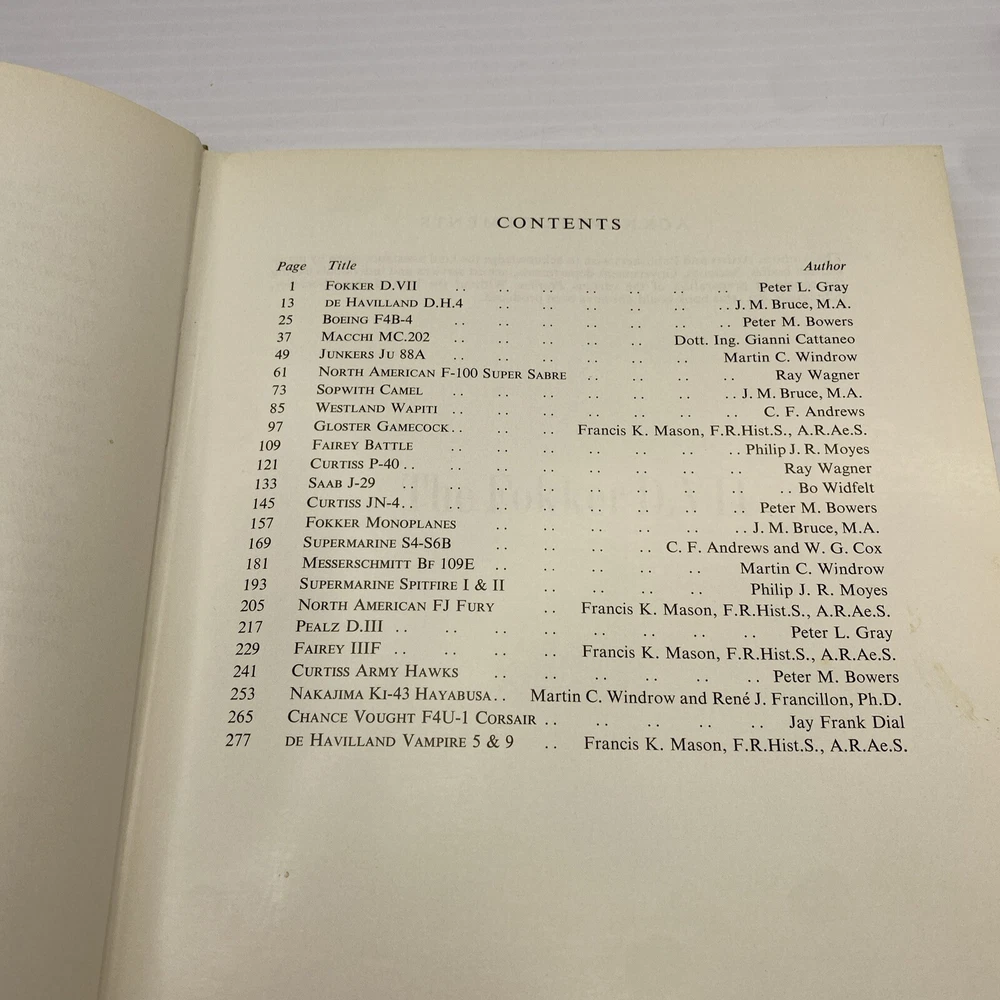 CONTENTS
Page Title Author
1 FOKKER D.VII .. .. .. .. .. .. Peter L. Gray
13 DE HAVILLAND D.H.4 .. .. .. .. .. J. M. Bruce, M.A.
25 BOEING F4B-4 .. .. .. .. .. .. Peter M. Bowers
37 MACCHI MC.202 .. .. .. .. .. Dott. Ing. Gianni Cattaneo
49 JUNKERS JU 88A .. .. .. .. .. .. Martin C. Windrow
61 NORTH AMERICAN F-100 SUPER SABRE .. .. .. .. Ray Wagner
73 SOPWITH CAMEL .. .. .. .. .. .. J. M. Bruce, M.A.
85 WESTLAND WAPITI .. .. .. .. .. .. .. C. F. Andrews
97 GLOSTER GAMECOCK .. .. .. Francis K. Mason, F.R.Hist.S., A.R.Ae.S.
109 FAIREY BATTLE .. .. .. .. .. .. .. Philip J. R. Moyes
121 CURTISS P-40 .. .. .. .. .. .. .. .. Ray Wagner
133 SAAB J-29 .. .. .. .. .. .. .. .. Bo Widfelt
145 CURTISS JN-4 .. .. .. .. .. .. .. Peter M. Bowers
157 FOKKER MONOPLANES .. .. .. .. .. .. J. M. Bruce, M.A.
169 SUPERMARINE S4-S6B .. .. .. .. C. F. Andrews and W. G. Cox
181 MESSERSCHMITT BF 109E .. .. .. .. .. Martin C. Windrow
193 SUPERMARINE SPITFIRE I & II .. .. .. .. Philip J. R. Moyes
205 NORTH AMERICAN FJ FURY .. Francis K. Mason, F.R.Hist.S., A.R.Ae.S.
217 PEALZ D.III .. .. .. .. .. .. .. .. Peter L. Gray
229 FAIREY IIIF .. .. .. .. Francis K. Mason, F.R.Hist.S., A.R.Ae.S.
241 CURTISS ARMY HAWKS .. .. .. .. .. .. Peter M. Bowers
253 NAKAJIMA KI-43 HAYABUSA .. Martin C. Windrow and René J. Francillon, Ph.D.
265 CHANCE VOUGHT F4U-1 CORSAIR .. .. .. .. .. Jay Frank Dial
277 DE HAVILLAND VAMPIRE 5 & 9 .. Francis K. Mason, F.R.Hist.S., A.R.Ae.S.